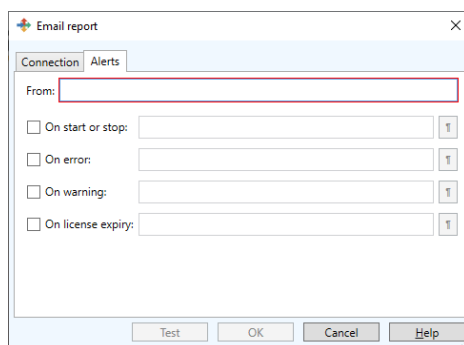 Email report
Connection Alerts
From:
On start or stop: ¶
On error: ¶
On warning: ¶
On license expiry: ¶
Test OK Cancel Help